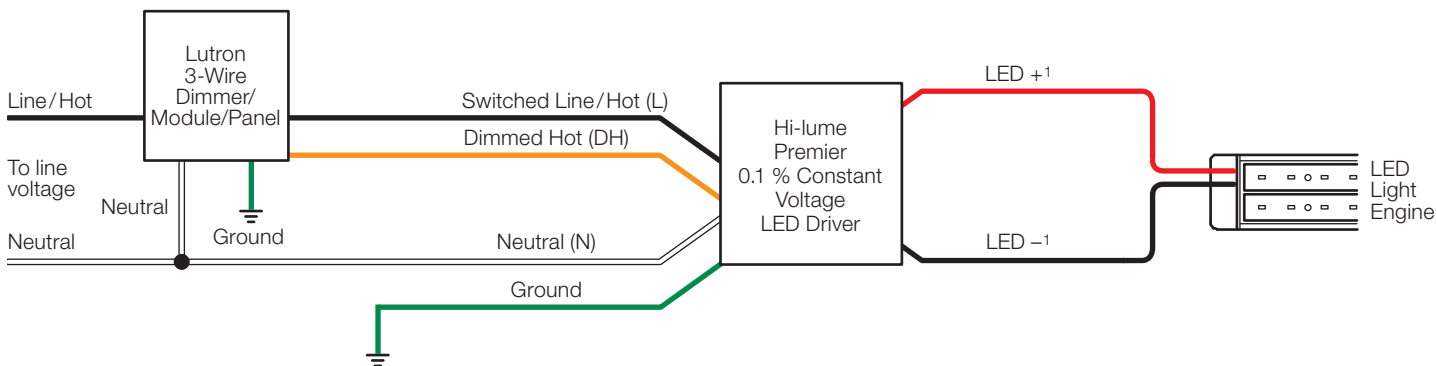 Lutron
3-Wire
Dimmer/
Module/Panel
Line/Hot
To line
voltage
Neutral
Neutral
Ground
Switched Line/Hot (L)
Dimmed Hot (DH)
Neutral (N)
Ground
Hi-lume
Premier
0.1 % Constant
Voltage
LED Driver
LED +¹
LED –¹
LED
Light
Engine